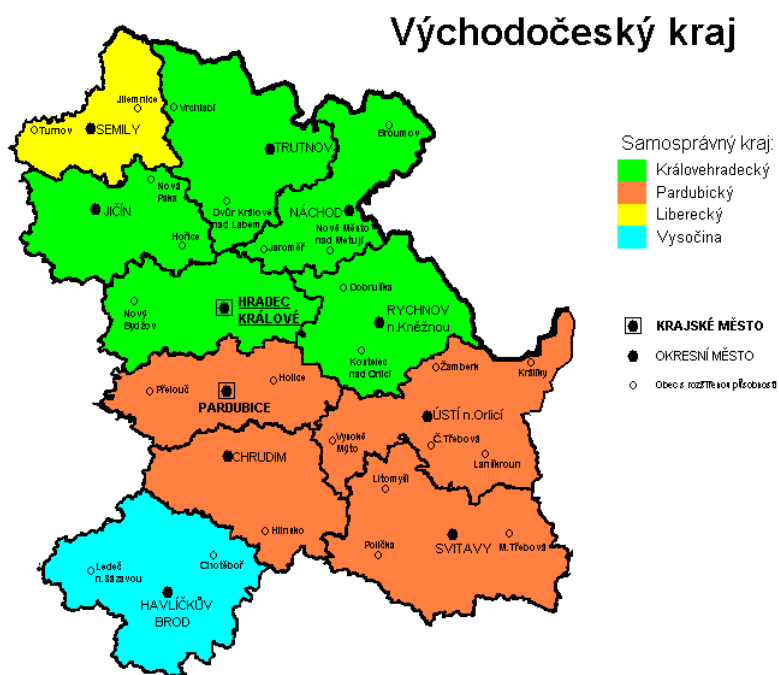 Východočeský kraj
Samosprávný kraj:
Královehradecký
Pardubický
Liberecký
Vysočina
KRAJSKÉ MĚSTO
OKRESNÍ MĚSTO
Obec s rozšířenou působností
Jilemnice
Turnov
SEMILY
Vrchlabí
Broumov
TRUTNOV
Nová
Paka
JIČÍN
Hořice
Dvůr Králové
nad Labem
NÁCHOD
Nové Město
nad Metují
Jaroměř
Nový
Bydžov
HRADEC
KRÁLOVÉ
Dobruška
RYCHNOV
n.Kněžnou
Kostelec
nad Orlicí
Přelouč
Holice
PARDUBICE
Žamberk
Králíky
ÚSTÍ n.Orlicí
Vysoké
Mýto
Č.Třebová
Lanškroun
CHRUDIM
Hlinsko
Litomyšl
Polička
SVITAVY
M.Třebová
Ledeč
n.Sázavou
Chotěboř
HAVLÍČKŮV
BROD